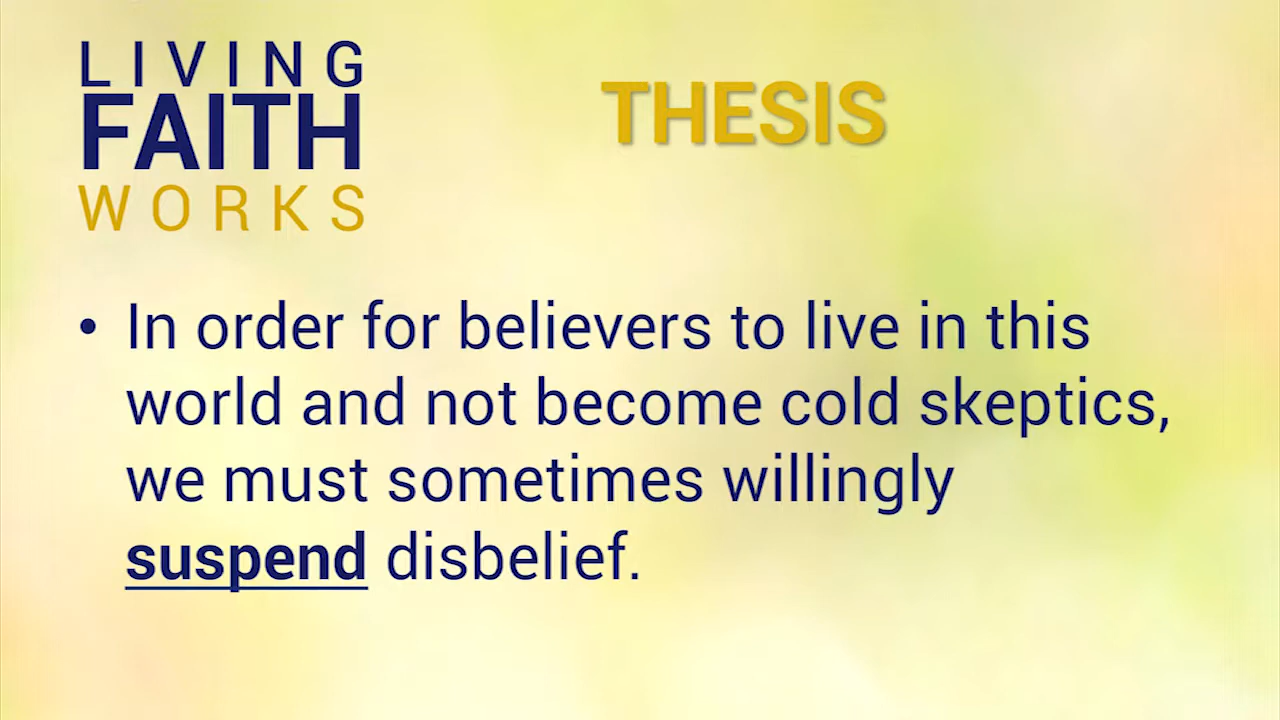 LIVING
FAITH
WORKS
THESIS
• In order for believers to live in this
world and not become cold skeptics,
we must sometimes willingly
suspend disbelief.